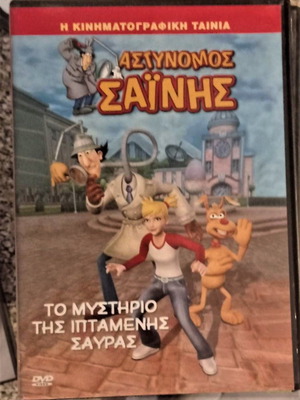 Η ΚΙΝΗΜΑΤΟΓΡΑΦΙΚΗ ΤΑΙΝΙΑ
ΑΣΤΥΝΟΜΟΣ
ΣΑΪΝΗΣ
ΤΟ ΜΥΣΤΗΡΙΟ
ΤΗΣ ΙΠΤΑΜΕΝΗΣ
ΣΑΥΡΑΣ
DVD